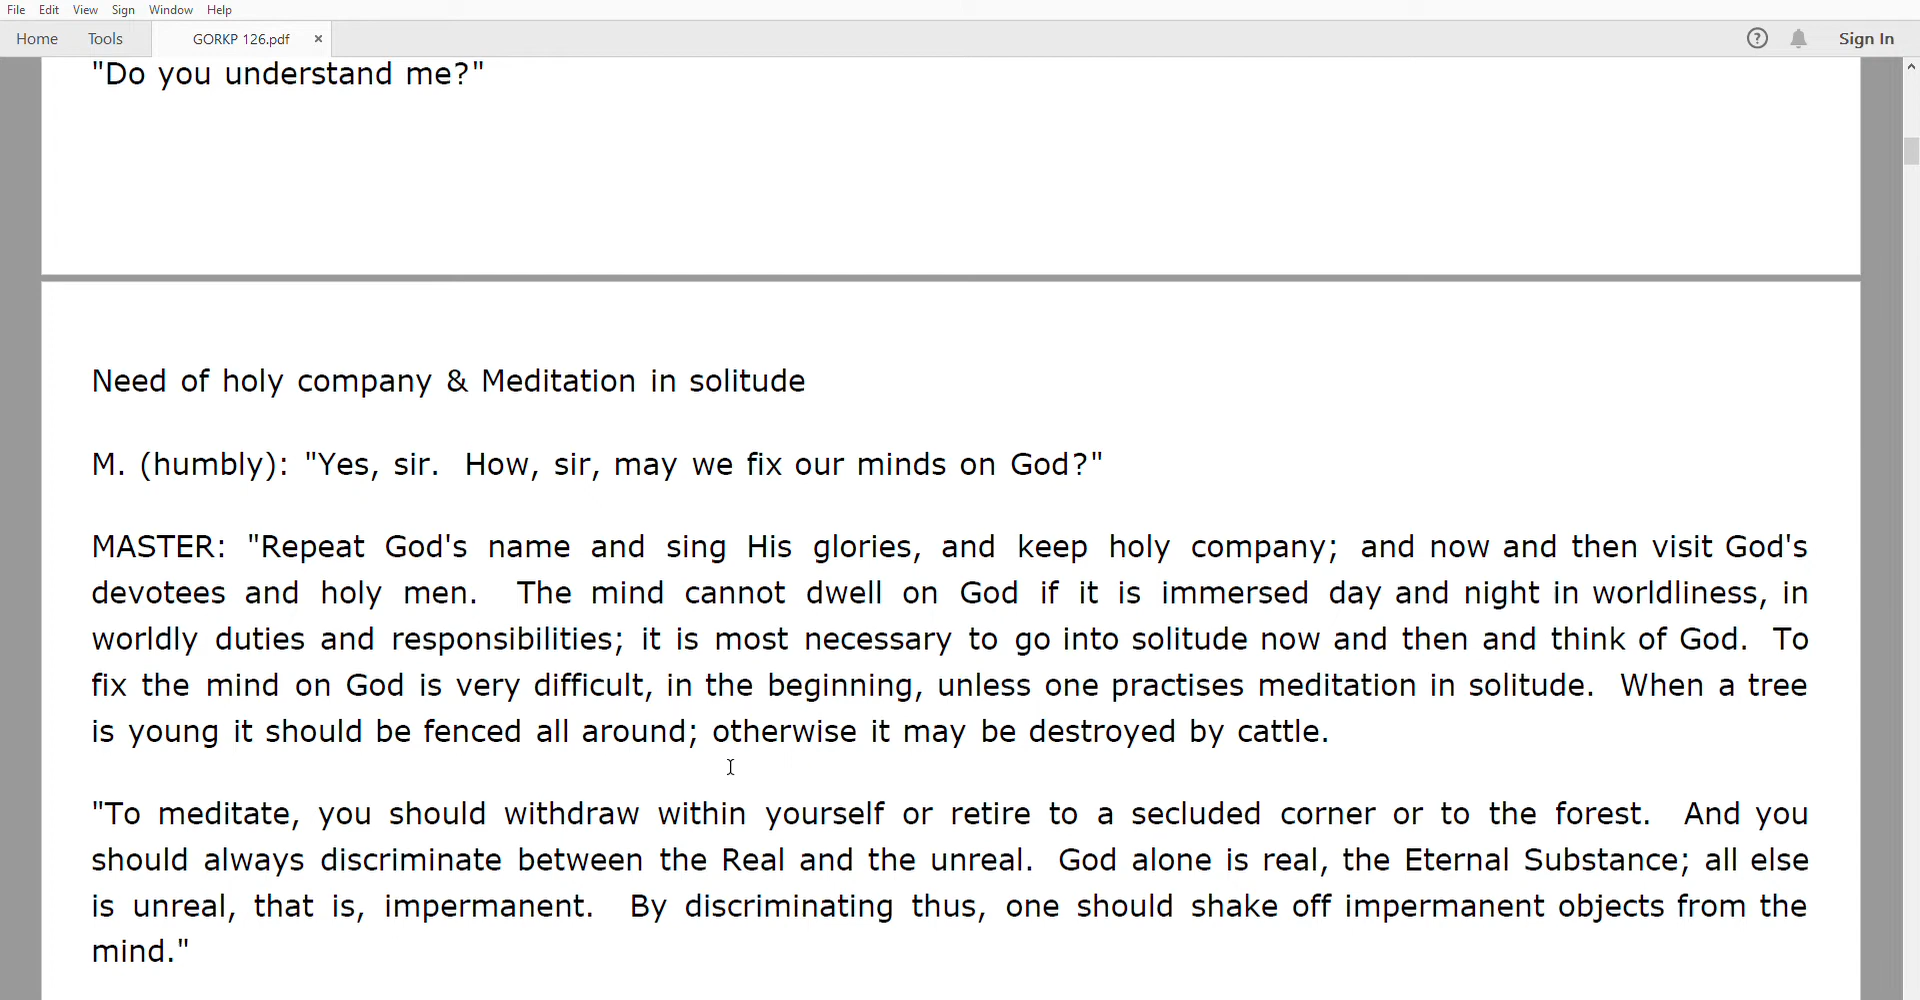 File Edit View Sign Window Help
Home Tools GORKP 126.pdf × ? Sign In
"Do you understand me?"
Need of holy company & Meditation in solitude
M. (humbly): "Yes, sir. How, sir, may we fix our minds on God?"
MASTER: "Repeat God's name and sing His glories, and keep holy company; and now and then visit God's
devotees and holy men. The mind cannot dwell on God if it is immersed day and night in worldliness, in
worldly duties and responsibilities; it is most necessary to go into solitude now and then and think of God. To
fix the mind on God is very difficult, in the beginning, unless one practises meditation in solitude. When a tree
is young it should be fenced all around; otherwise it may be destroyed by cattle.
"To meditate, you should withdraw within yourself or retire to a secluded corner or to the forest. And you
should always discriminate between the Real and the unreal. God alone is real, the Eternal Substance; all else
is unreal, that is, impermanent. By discriminating thus, one should shake off impermanent objects from the
mind."